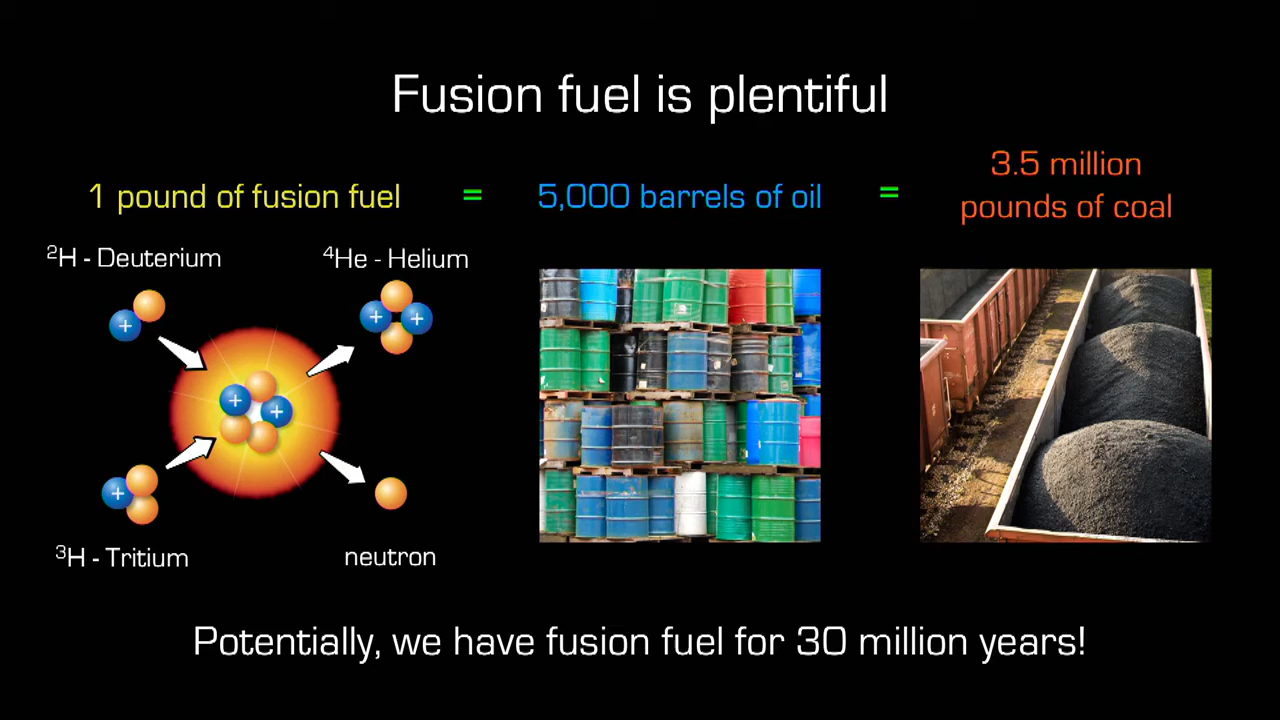 Fusion fuel is plentiful
1 pound of fusion fuel = 5,000 barrels of oil = 3.5 million
pounds of coal
²H - Deuterium
⁴He - Helium
+
+ +
+ +
+
³H - Tritium
neutron
Potentially, we have fusion fuel for 30 million years!